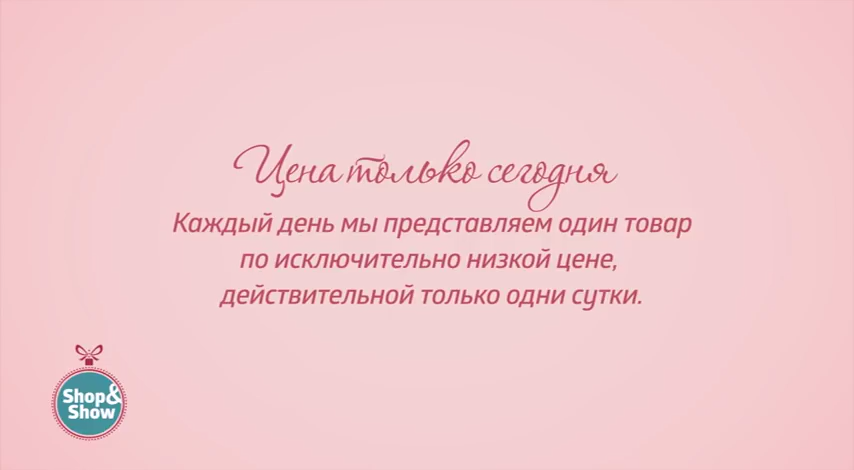 Цена только сегодня
Каждый день мы представляем один товар
по исключительно низкой цене,
действительной только одни сутки.
Shop&
Show